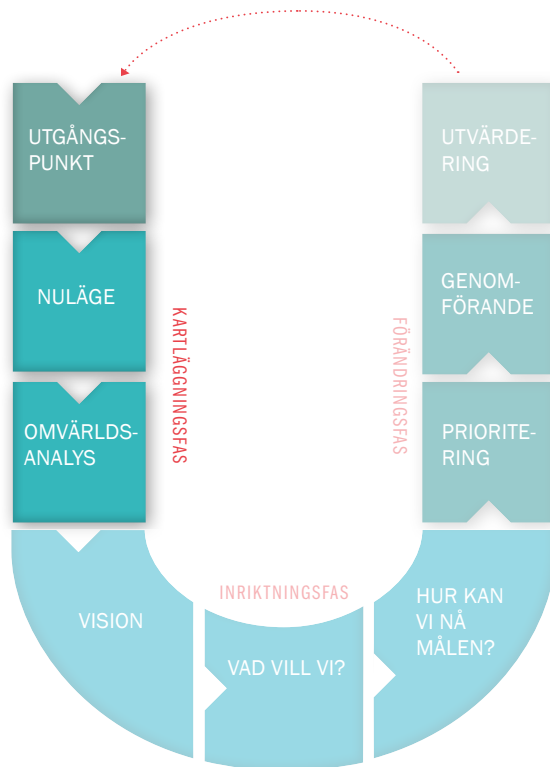 UTGÅNGS-
PUNKT
NULÄGE
OMVÄRLDS-
ANALYS
KARTLÄGGNINGSFAS
VISION
INRIKTNINGSFAS
VAD VILL VI?
HUR KAN
VI NÅ
MÅLEN?
FÖRÄNDRINGSFAS
PRIORITE-
RING
GENOM-
FÖRANDE
UTVÄRDE-
RING